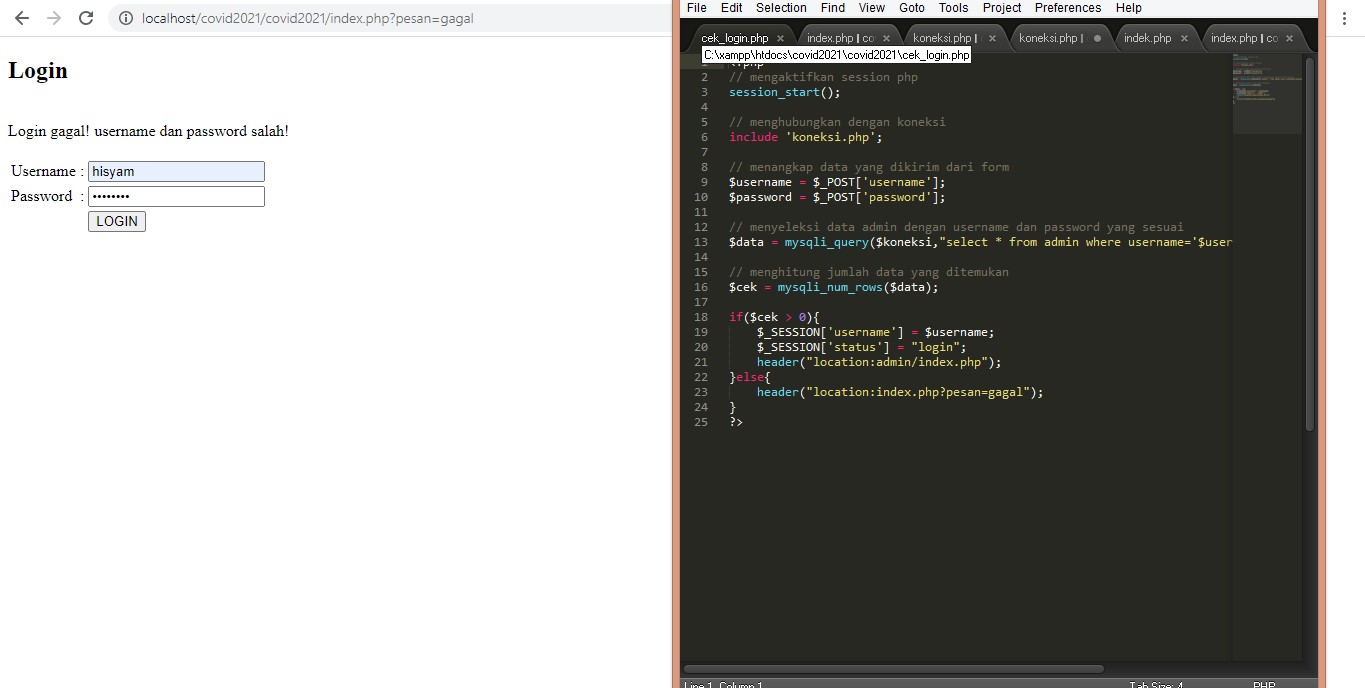 localhost/covid2021/covid2021/index.php?pesan=gagal
Login
Login gagal! username dan password salah!
Username : hisyam
Password : ••••••••
LOGIN
File Edit Selection Find View Goto Tools Project Preferences Help
cek_login.php × index.php | co × koneksi.php | × koneksi.php | ● indek.php × index.php | co ×
C:\xampp\htdocs\covid2021\covid2021\cek_login.php
1 <?php
2 // mengaktifkan session php
3 session_start();
4
5 // menghubungkan dengan koneksi
6 include 'koneksi.php';
7
8 // menangkap data yang dikirim dari form
9 $username = $_POST['username'];
10 $password = $_POST['password'];
11
12 // menyeleksi data admin dengan username dan password yang sesuai
13 $data = mysqli_query($koneksi,"select * from admin where username='$user
14
15 // menghitung jumlah data yang ditemukan
16 $cek = mysqli_num_rows($data);
17
18 if($cek > 0){
19 $_SESSION['username'] = $username;
20 $_SESSION['status'] = "login";
21 header("location:admin/index.php");
22 }else{
23 header("location:index.php?pesan=gagal");
24 }
25 ?>
Line 1, Column 1 Tab Size: 4 PHP